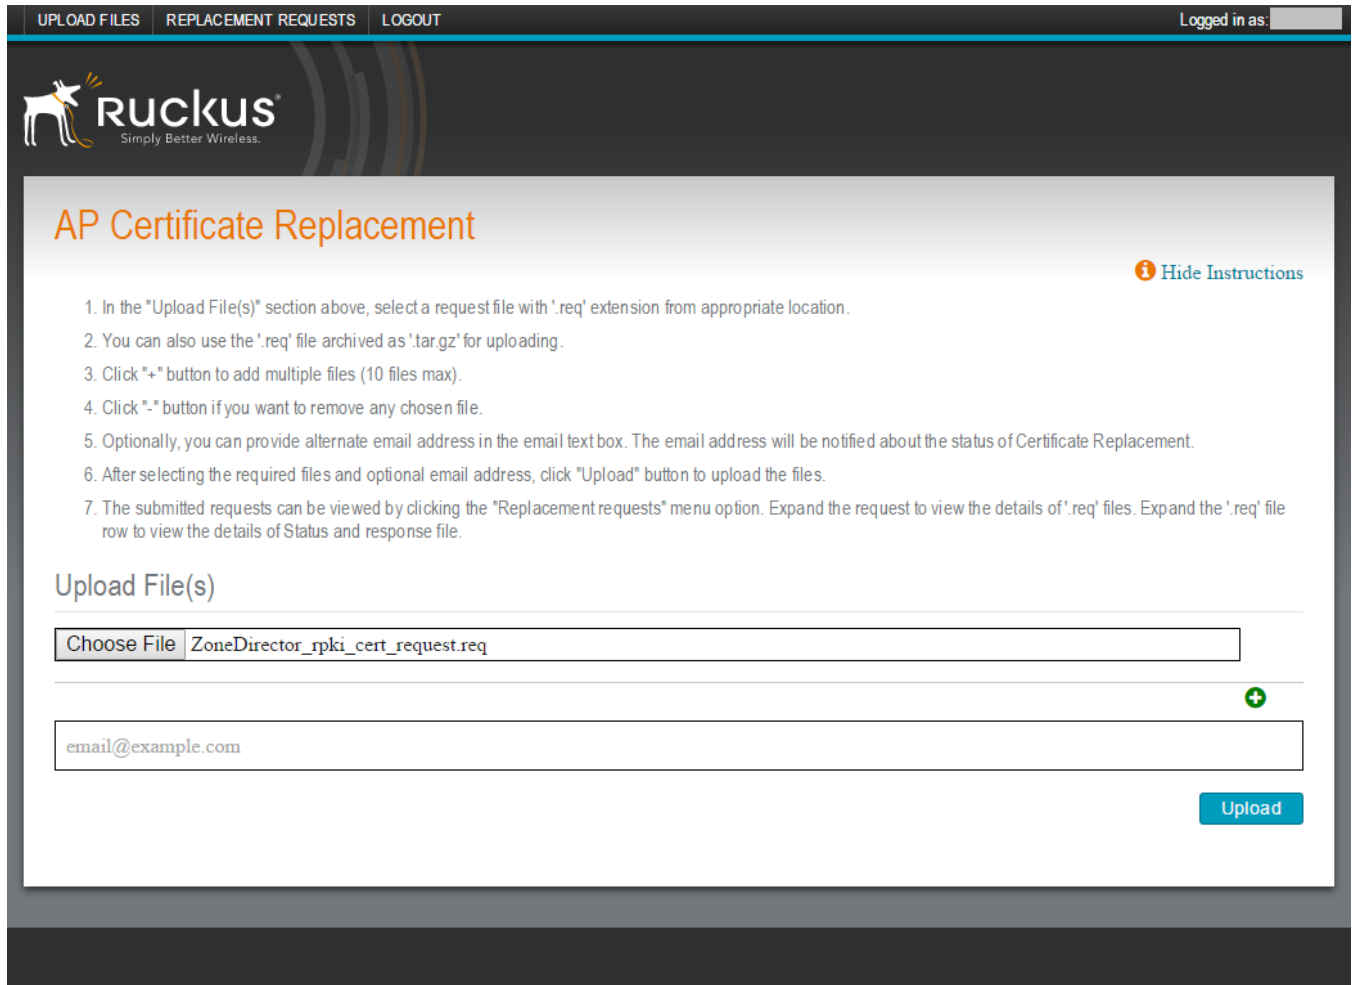 UPLOAD FILES REPLACEMENT REQUESTS LOGOUT Logged in as:
RUCKUS
Simply Better Wireless.
AP Certificate Replacement
Hide Instructions
1. In the "Upload File(s)" section above, select a request file with '.req' extension from appropriate location.
2. You can also use the '.req' file archived as '.tar.gz' for uploading.
3. Click "+" button to add multiple files (10 files max).
4. Click "-" button if you want to remove any chosen file.
5. Optionally, you can provide alternate email address in the email text box. The email address will be notified about the status of Certificate Replacement.
6. After selecting the required files and optional email address, click "Upload" button to upload the files.
7. The submitted requests can be viewed by clicking the "Replacement requests" menu option. Expand the request to view the details of '.req' files. Expand the '.req' file
row to view the details of Status and response file.
Upload File(s)
Choose File ZoneDirector_rpki_cert_request.req
email@example.com
Upload